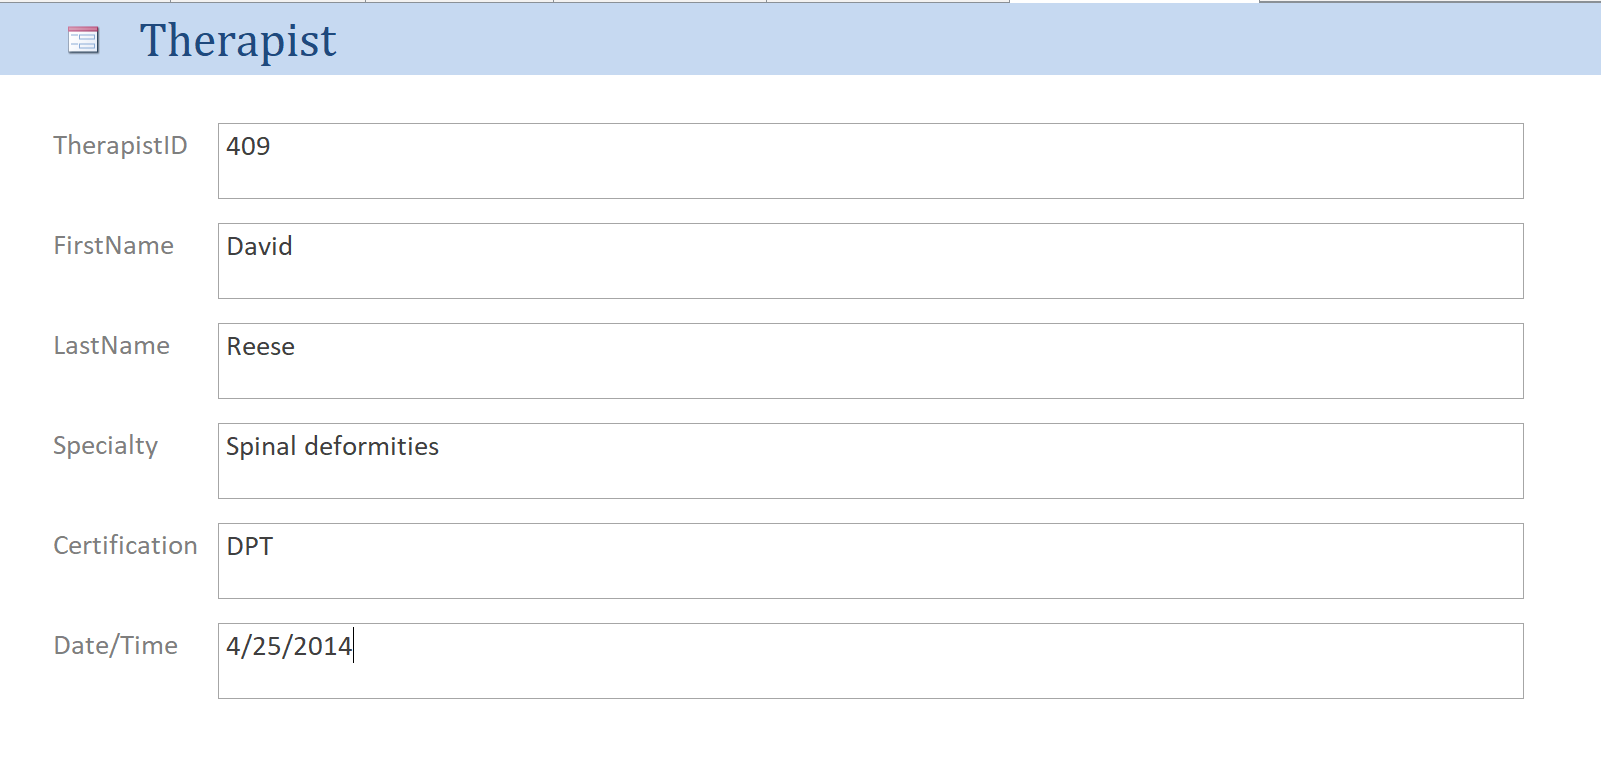 Therapist
TherapistID 409
FirstName David
LastName Reese
Specialty Spinal deformities
Certification DPT
Date/Time 4/25/2014